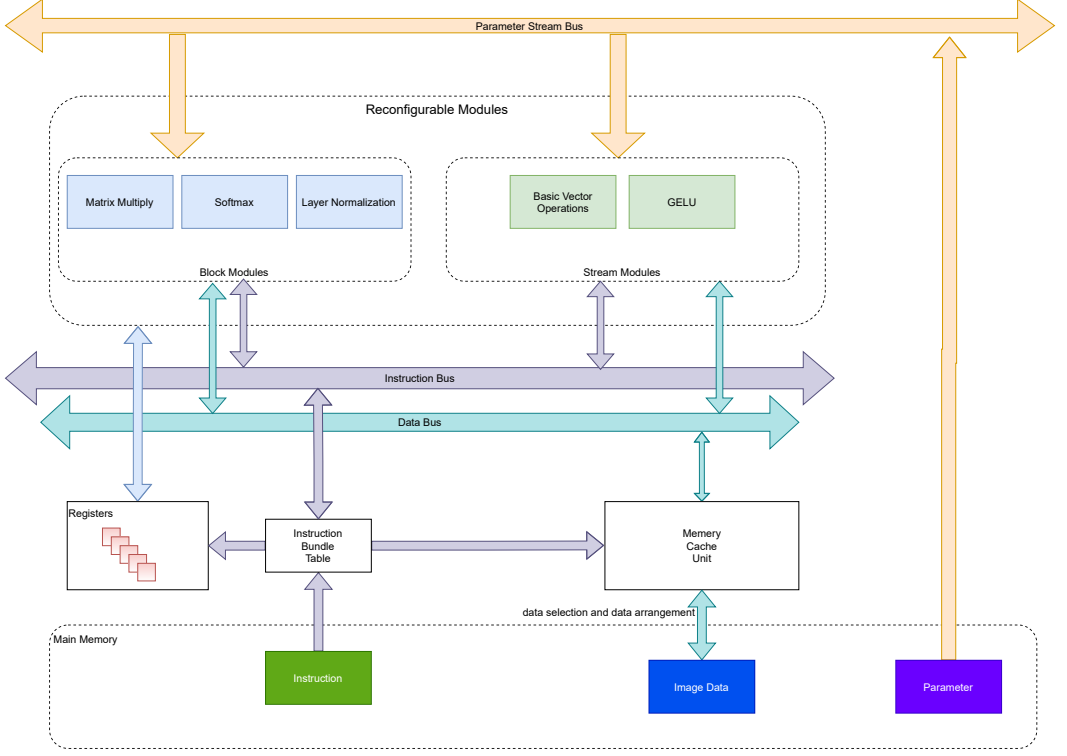 Parameter Stream Bus
Reconfigurable Modules
Matrix Multiply
Softmax
Layer Normalization
Basic Vector
Operations
GELU
Block Modules
Stream Modules
Instruction Bus
Data Bus
Registers
Instruction
Bundle
Table
Memery
Cache
Unit
data selection and data arrangement
Main Memory
Instruction
Image Data
Parameter